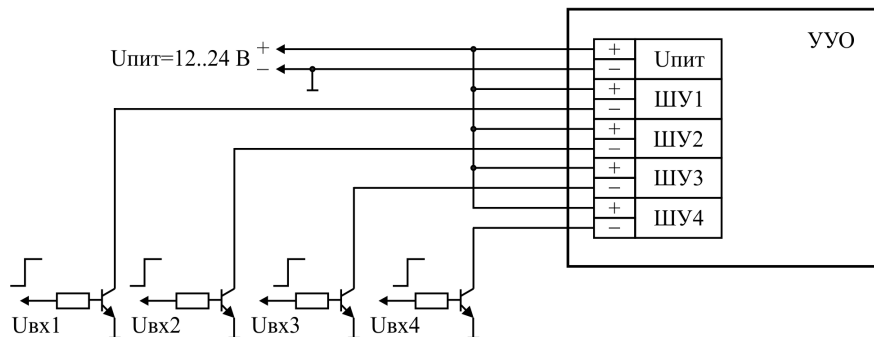 УУО
Uпит=12..24 В
+
–
+
–
Uпит
+
–
ШУ1
+
–
ШУ2
+
–
ШУ3
+
–
ШУ4
Uвх1
Uвх2
Uвх3
Uвх4